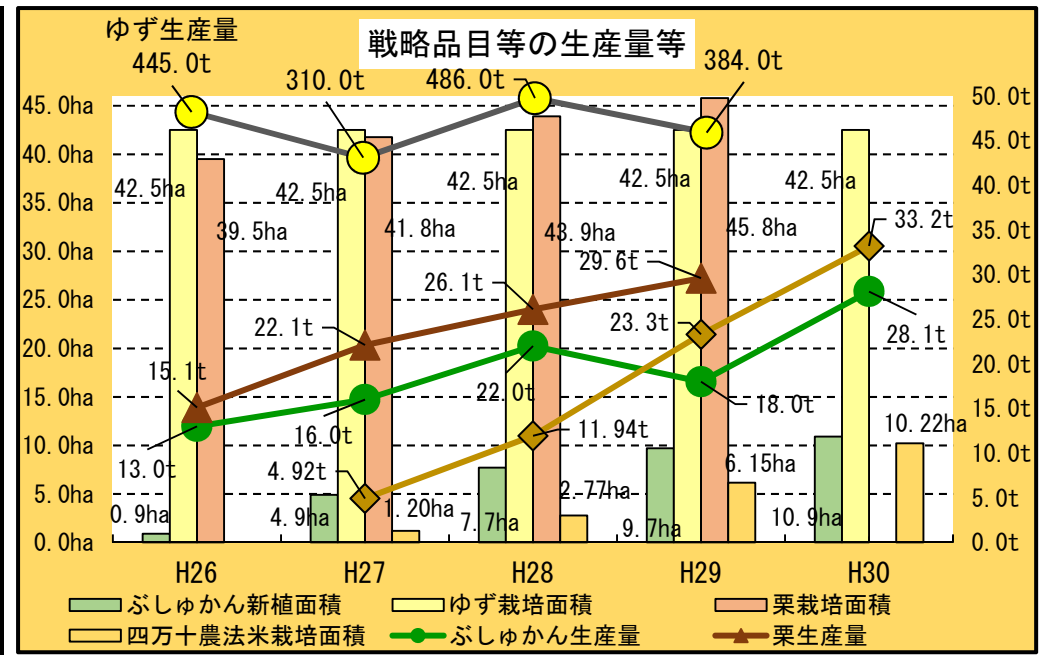 ゆず生産量
戦略品目等の生産量等
445.0t
310.0t
486.0t
384.0t
45.0ha
40.0ha
35.0ha
30.0ha
25.0ha
20.0ha
15.0ha
10.0ha
5.0ha
0.0ha
50.0t
45.0t
40.0t
35.0t
30.0t
25.0t
20.0t
15.0t
10.0t
5.0t
0.0t
42.5ha
42.5ha
42.5ha
42.5ha
42.5ha
39.5ha
41.8ha
43.9ha
45.8ha
33.2t
15.1t
22.1t
26.1t
29.6t
23.3t
28.1t
13.0t
16.0t
22.0t
18.0t
4.92t
11.94t
10.22ha
0.9ha
4.9ha
1.20ha
7.7ha
2.77ha
9.7ha
6.15ha
10.9ha
H26 H27 H28 H29 H30
ぶしゅかん新植面積 ゆず栽培面積 栗栽培面積
四万十農法米栽培面積 ぶしゅかん生産量 栗生産量